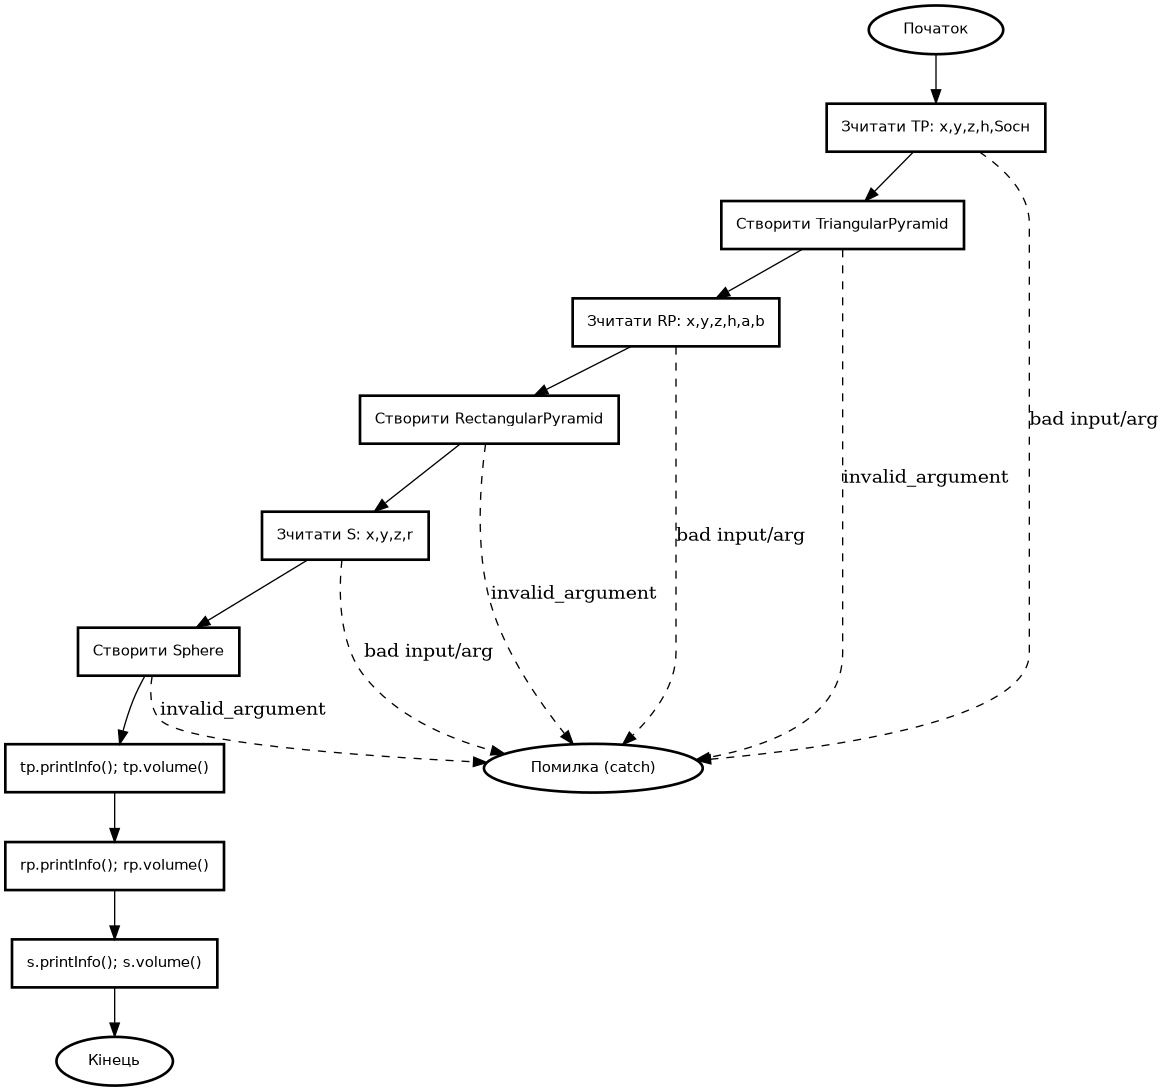 Початок
Зчитати TP: x,y,z,h,Sосн
Створити TriangularPyramid
Зчитати RP: x,y,z,h,a,b
Створити RectangularPyramid
bad input/arg
invalid_argument
Зчитати S: x,y,z,r
bad input/arg
invalid_argument
Створити Sphere
bad input/arg
invalid_argument
tp.printInfo(); tp.volume()
Помилка (catch)
rp.printInfo(); rp.volume()
s.printInfo(); s.volume()
Кінець